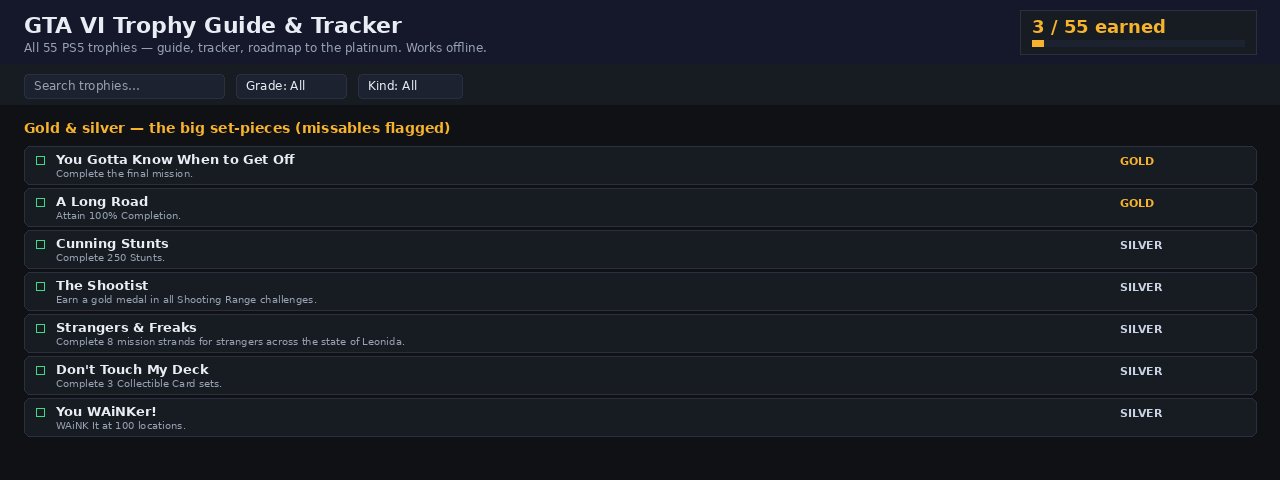 GTA VI Trophy Guide & Tracker
All 55 PS5 trophies — guide, tracker, roadmap to the platinum. Works offline.
3 / 55 earned
Search trophies...
Grade: All
Kind: All
Gold & silver — the big set-pieces (missables flagged)
You Gotta Know When to Get Off
GOLD
Complete the final mission.
A Long Road
GOLD
Attain 100% Completion.
Cunning Stunts
SILVER
Complete 250 Stunts.
The Shootist
SILVER
Earn a gold medal in all Shooting Range challenges.
Strangers & Freaks
SILVER
Complete 8 mission strands for strangers across the state of Leonida.
Don't Touch My Deck
SILVER
Complete 3 Collectible Card sets.
You WAiNKer!
SILVER
WAiNK It at 100 locations.